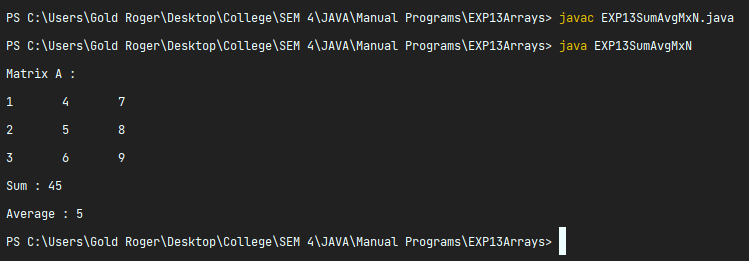 PS C:\Users\Gold Roger\Desktop\College\SEM 4\JAVA\Manual Programs\EXP13Arrays> javac EXP13SumAvgMxN.java
PS C:\Users\Gold Roger\Desktop\College\SEM 4\JAVA\Manual Programs\EXP13Arrays> java EXP13SumAvgMxN
Matrix A :
1 4 7
2 5 8
3 6 9
Sum : 45
Average : 5
PS C:\Users\Gold Roger\Desktop\College\SEM 4\JAVA\Manual Programs\EXP13Arrays>